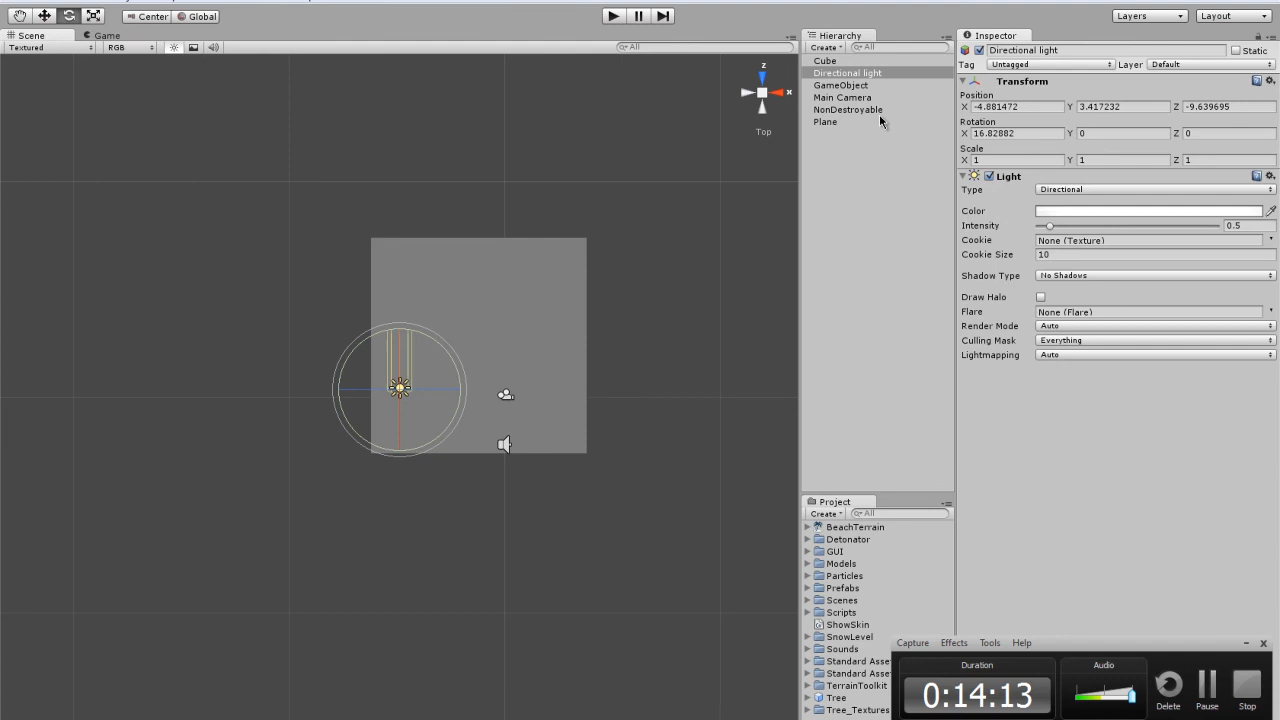 Center Global
Layers Layout
Scene Game
Textured RGB All
z
x
Top
Hierarchy
Create All
Cube
Directional light
GameObject
Main Camera
NonDestroyable
Plane
Project
Create All
BeachTerrain
Detonator
GUI
Models
Particles
Prefabs
Scenes
Scripts
ShowSkin
SnowLevel
Sounds
Standard Asse
Standard Asse
TerrainToolkit
Tree
Tree_Textures
Inspector
Directional light Static
Tag Untagged Layer Default
Transform
Position
X -4.881472 Y 3.417232 Z -9.639695
Rotation
X 16.82882 Y 0 Z 0
Scale
X 1 Y 1 Z 1
Light
Type Directional
Color
Intensity 0.5
Cookie None (Texture)
Cookie Size 10
Shadow Type No Shadows
Draw Halo
Flare None (Flare)
Render Mode Auto
Culling Mask Everything
Lightmapping Auto
Capture Effects Tools Help
Duration Audio
0:14:13
Delete Pause Stop